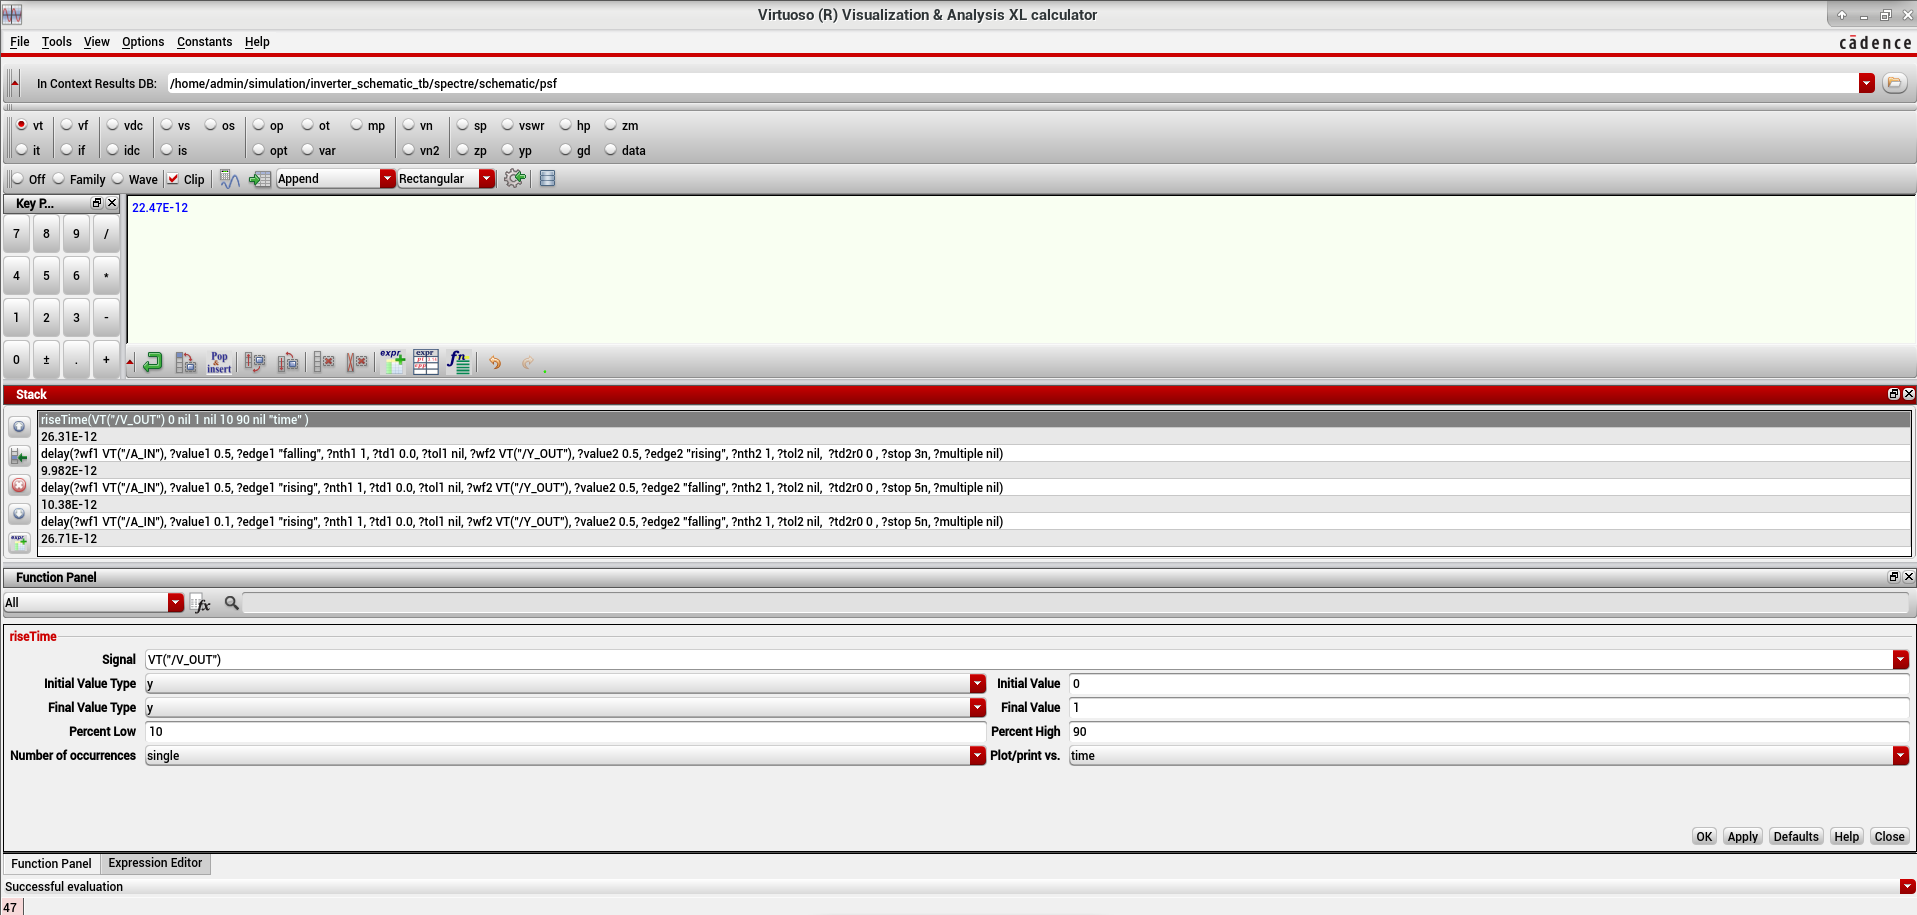 Virtuoso (R) Visualization & Analysis XL calculator
File Tools View Options Constants Help
cādence
In Context Results DB: /home/admin/simulation/inverter_schematic_tb/spectre/schematic/psf
vt vf vdc vs os op ot mp vn sp vswr hp zm
it if idc is opt var vn2 zp yp gd data
Off Family Wave Clip Append Rectangular
Key P...
22.47E-12
7 8 9 /
4 5 6 *
1 2 3 -
0 ± . +
Pop & insert
expr
expr
fn
Stack
riseTime(VT("/V_OUT") 0 nil 1 nil 10 90 nil "time" )
26.31E-12
delay(?wf1 VT("/A_IN"), ?value1 0.5, ?edge1 "falling", ?nth1 1, ?td1 0.0, ?tol1 nil, ?wf2 VT("/Y_OUT"), ?value2 0.5, ?edge2 "rising", ?nth2 1, ?tol2 nil,  ?td2r0 0 , ?stop 3n, ?multiple nil)
9.982E-12
delay(?wf1 VT("/A_IN"), ?value1 0.5, ?edge1 "rising", ?nth1 1, ?td1 0.0, ?tol1 nil, ?wf2 VT("/Y_OUT"), ?value2 0.5, ?edge2 "falling", ?nth2 1, ?tol2 nil,  ?td2r0 0 , ?stop 5n, ?multiple nil)
10.38E-12
delay(?wf1 VT("/A_IN"), ?value1 0.1, ?edge1 "rising", ?nth1 1, ?td1 0.0, ?tol1 nil, ?wf2 VT("/Y_OUT"), ?value2 0.5, ?edge2 "falling", ?nth2 1, ?tol2 nil,  ?td2r0 0 , ?stop 5n, ?multiple nil)
26.71E-12
expr
Function Panel
All fx
riseTime
Signal VT("/V_OUT")
Initial Value Type y Initial Value 0
Final Value Type y Final Value 1
Percent Low 10 Percent High 90
Number of occurrences single Plot/print vs. time
OK Apply Defaults Help Close
Function Panel Expression Editor
Successful evaluation
47